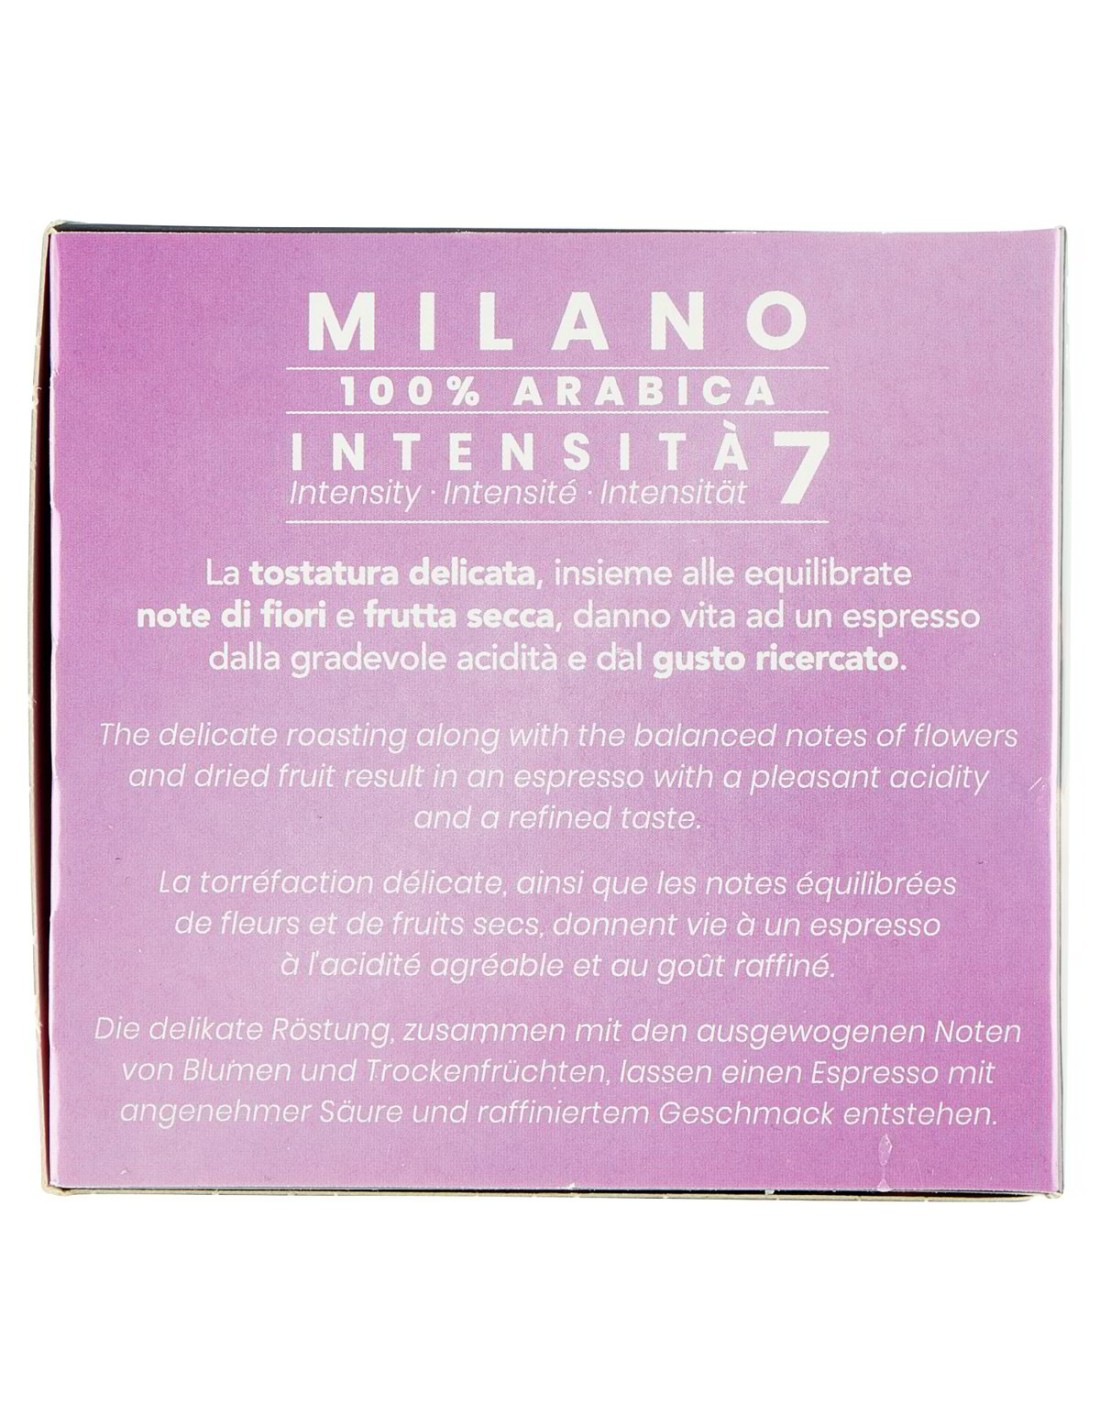 MILANO
100% ARABICA
INTENSITÀ 7
Intensity · Intensité · Intensität
La tostatura delicata, insieme alle equilibrate
note di fiori e frutta secca, danno vita ad un espresso
dalla gradevole acidità e dal gusto ricercato.
The delicate roasting along with the balanced notes of flowers
and dried fruit result in an espresso with a pleasant acidity
and a refined taste.
La torréfaction délicate, ainsi que les notes équilibrées
de fleurs et de fruits secs, donnent vie à un espresso
à l'acidité agréable et au goût raffiné.
Die delikate Röstung, zusammen mit den ausgewogenen Noten
von Blumen und Trockenfrüchten, lassen einen Espresso mit
angenehmer Säure und raffiniertem Geschmack entstehen.